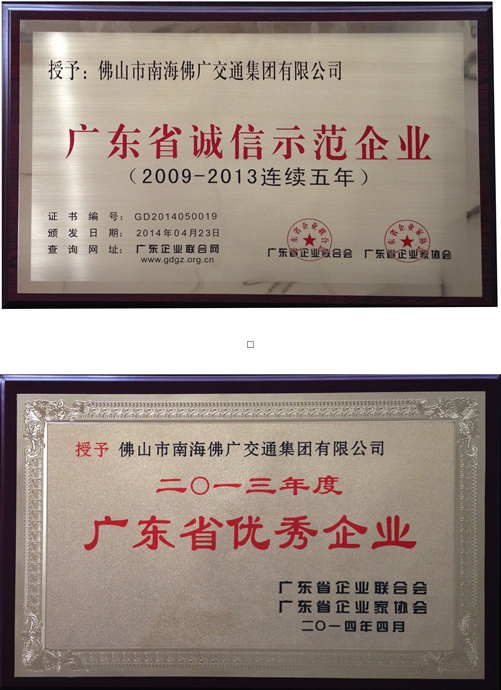 授予：佛山市南海佛广交通集团有限公司
广东省诚信示范企业
（2009-2013连续五年）
证书编号：GD2014050019
颁发日期：2014年04月23日
查询网址：广东企业联合网
www.gdgz.org.cn
广东省企业联合会 广东省企业家协会
授予 佛山市南海佛广交通集团有限公司
二〇一三年度
广东省优秀企业
广东省企业联合会
广东省企业家协会
二〇一四年四月